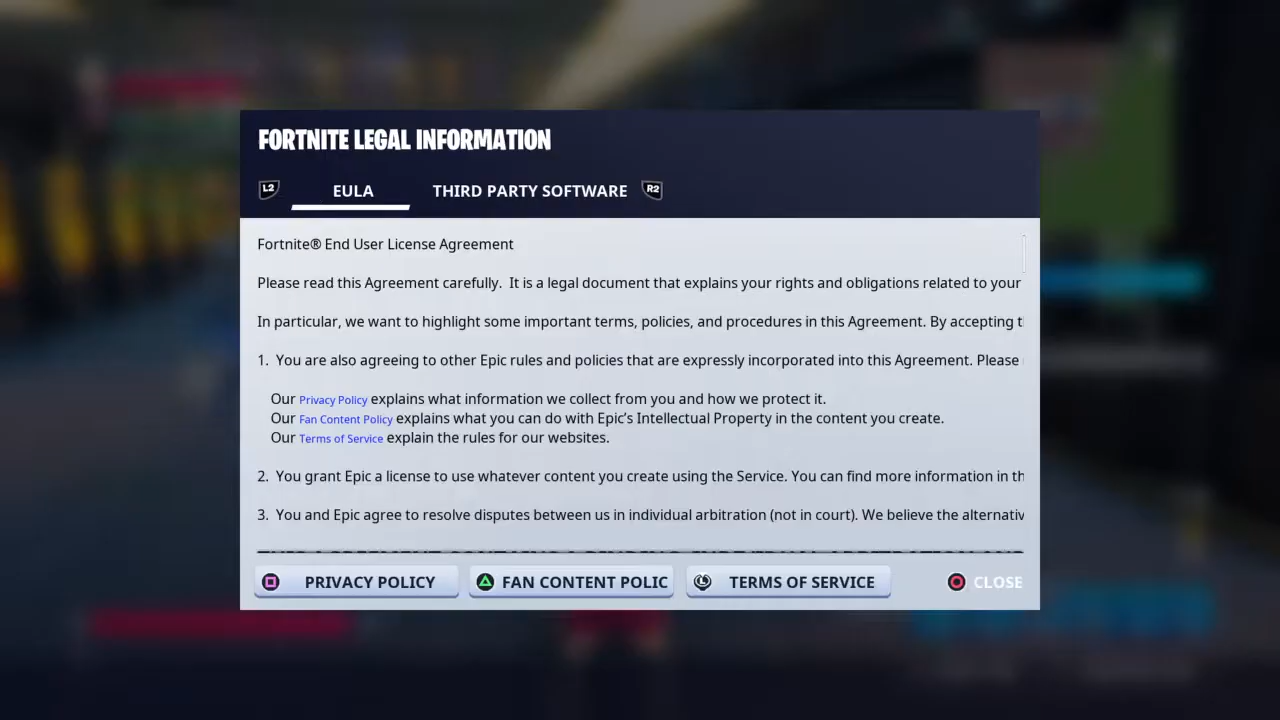 FORTNITE LEGAL INFORMATION
L2 EULA THIRD PARTY SOFTWARE R2
Fortnite® End User License Agreement
Please read this Agreement carefully.  It is a legal document that explains your rights and obligations related to your
In particular, we want to highlight some important terms, policies, and procedures in this Agreement. By accepting t
1.  You are also agreeing to other Epic rules and policies that are expressly incorporated into this Agreement. Please
Our Privacy Policy explains what information we collect from you and how we protect it.
Our Fan Content Policy explains what you can do with Epic’s Intellectual Property in the content you create.
Our Terms of Service explain the rules for our websites.
2.  You grant Epic a license to use whatever content you create using the Service. You can find more information in th
3.  You and Epic agree to resolve disputes between us in individual arbitration (not in court). We believe the alternativ
PRIVACY POLICY FAN CONTENT POLIC TERMS OF SERVICE CLOSE